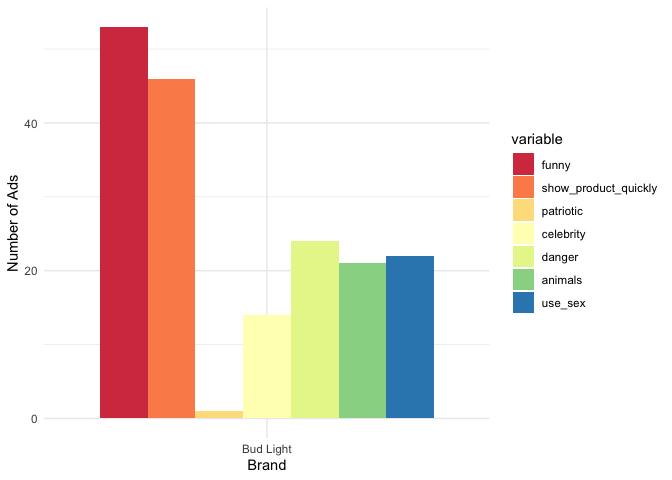 Number of Ads
40
20
0
Bud Light
Brand
variable
funny
show_product_quickly
patriotic
celebrity
danger
animals
use_sex